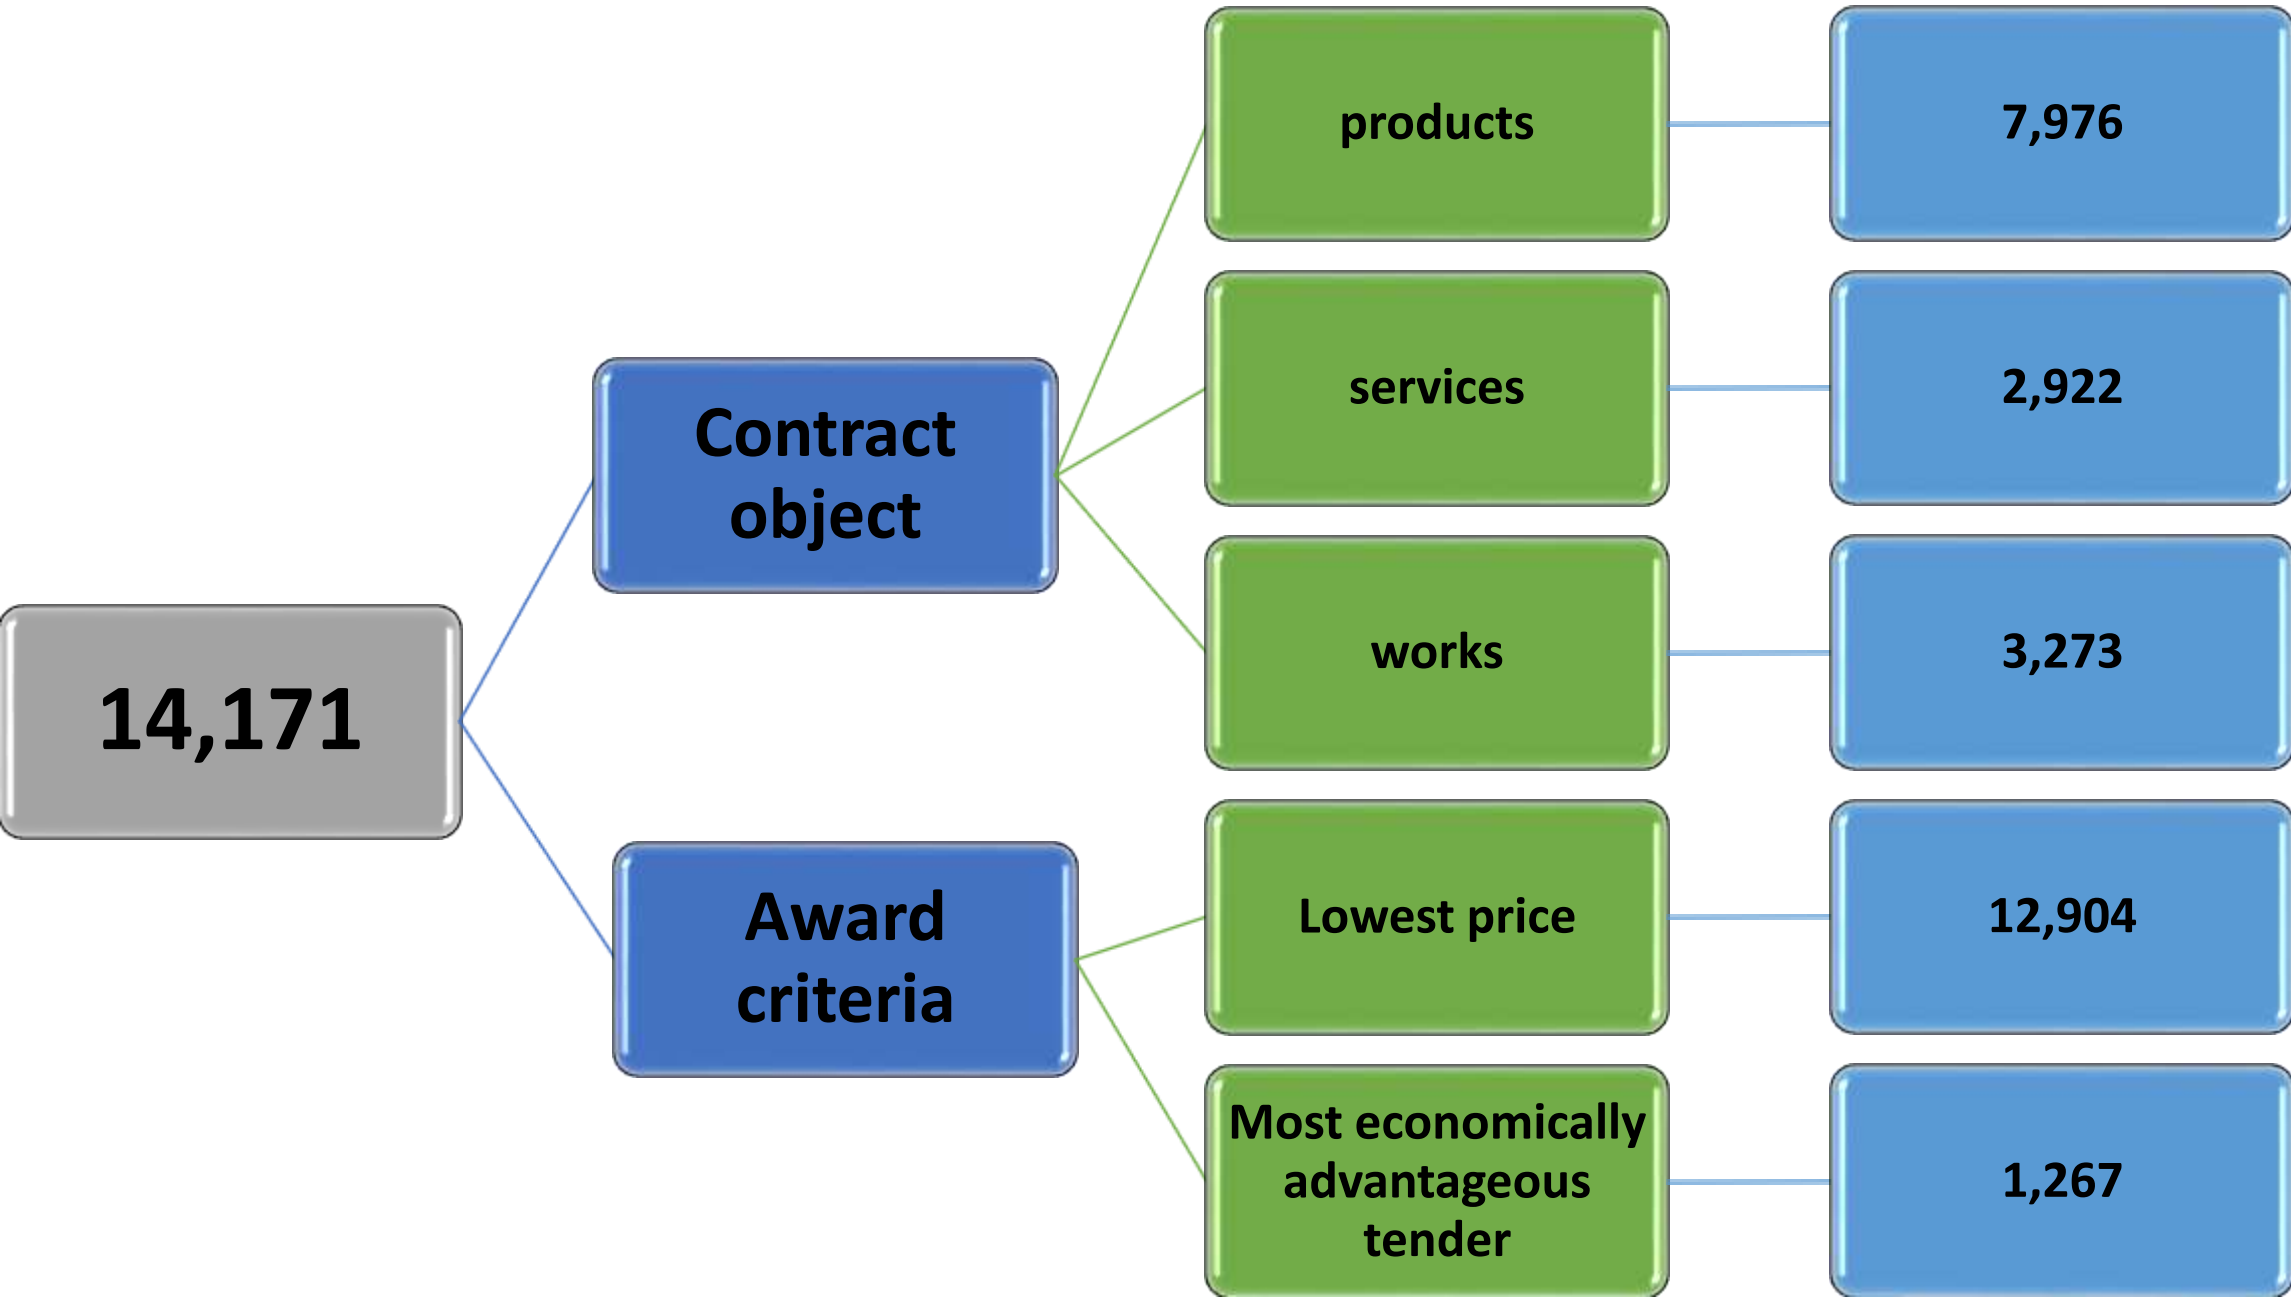 14,171
Contract
object
products
7,976
services
2,922
works
3,273
Award
criteria
Lowest price
12,904
Most economically
advantageous
tender
1,267